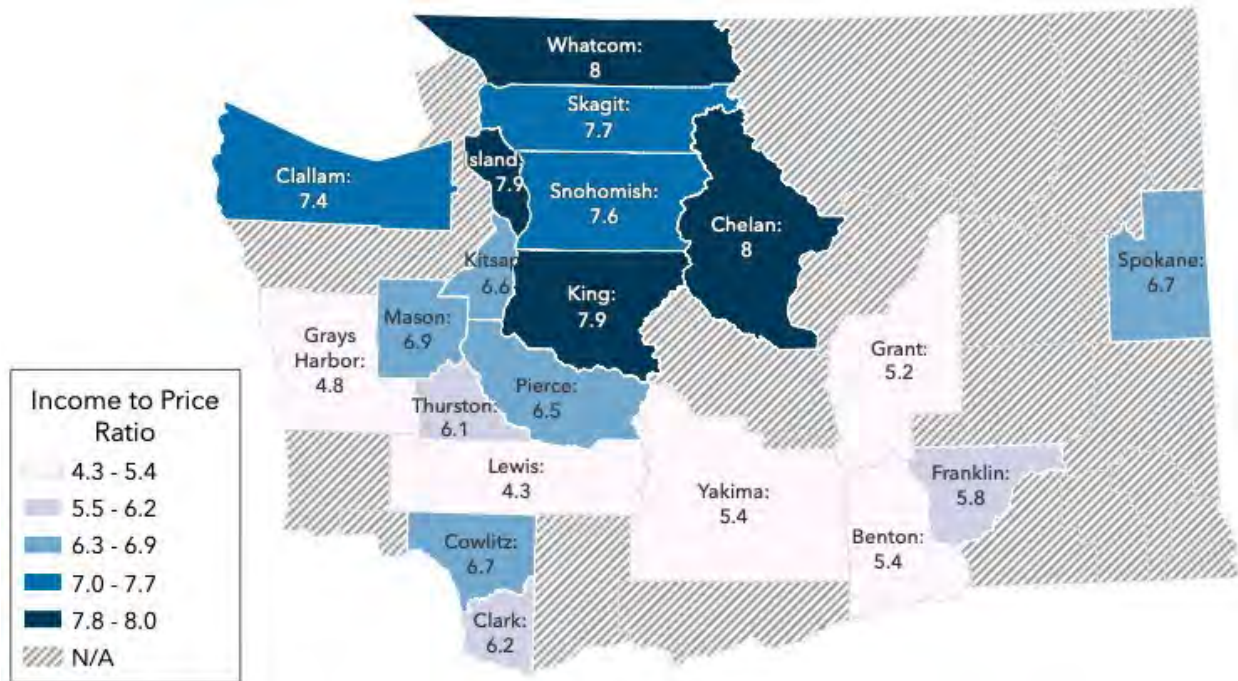 Whatcom:
8
Skagit:
7.7
Island
7.9
Clallam:
7.4
Snohomish:
7.6
Chelan:
8
Kitsap
6.6
King:
7.9
Spokane:
6.7
Mason:
6.9
Grays
Harbor:
4.8
Pierce:
6.5
Grant:
5.2
Thurston:
6.1
Lewis:
4.3
Yakima:
5.4
Franklin:
5.8
Benton:
5.4
Cowlitz:
6.7
Clark:
6.2
Income to Price
Ratio
4.3 - 5.4
5.5 - 6.2
6.3 - 6.9
7.0 - 7.7
7.8 - 8.0
N/A